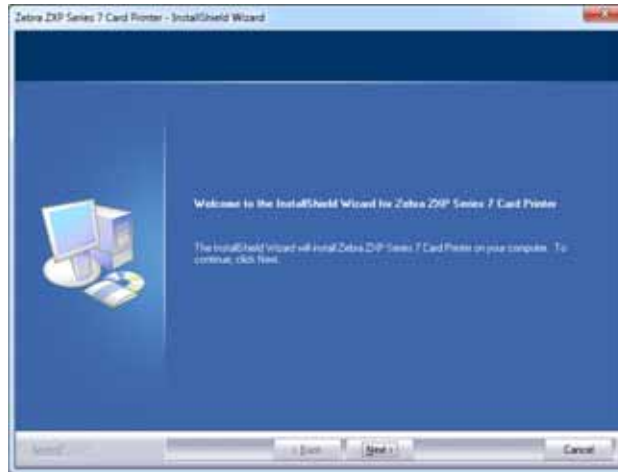 Zebra ZXP Series 7 Card Printer - InstallShield Wizard
Welcome to the InstallShield Wizard for Zebra ZXP Series 7 Card Printer
The InstallShield Wizard will install Zebra ZXP Series 7 Card Printer on your computer. To
continue, click Next.
< Back
Next >
Cancel